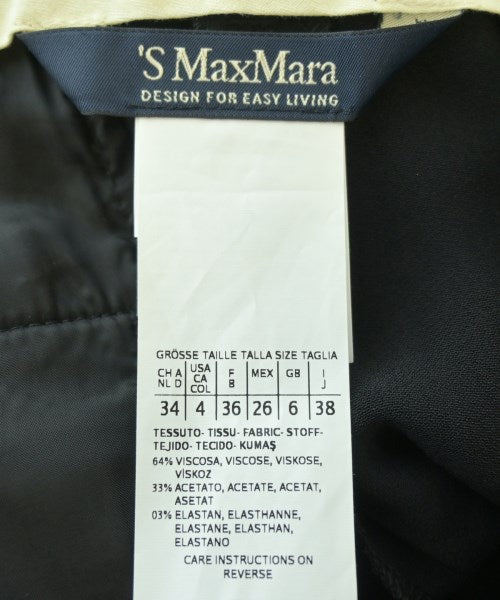 'S MaxMara
DESIGN FOR EASY LIVING
GRÖSSE TAILLE TALLA SIZE TAGLIA
CH A NL D USA CA COL F B MEX GB I J
34 4 36 26 6 38
TESSUTO- TISSU- FABRIC- STOFF-
TEJIDO- TECIDO- KUMAŞ
64% VISCOSA, VISCOSE, VISKOSE,
VİSKOZ
33% ACETATO, ACETATE, ACETAT,
ASETAT
03% ELASTAN, ELASTHANNE,
ELASTANE, ELASTHAN,
ELASTANO
CARE INSTRUCTIONS ON
REVERSE